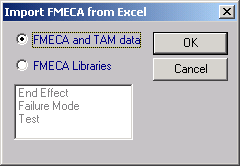 Import FMECA from Excel
FMECA and TAM data
OK
FMECA Libraries
Cancel
End Effect
Failure Mode
Test